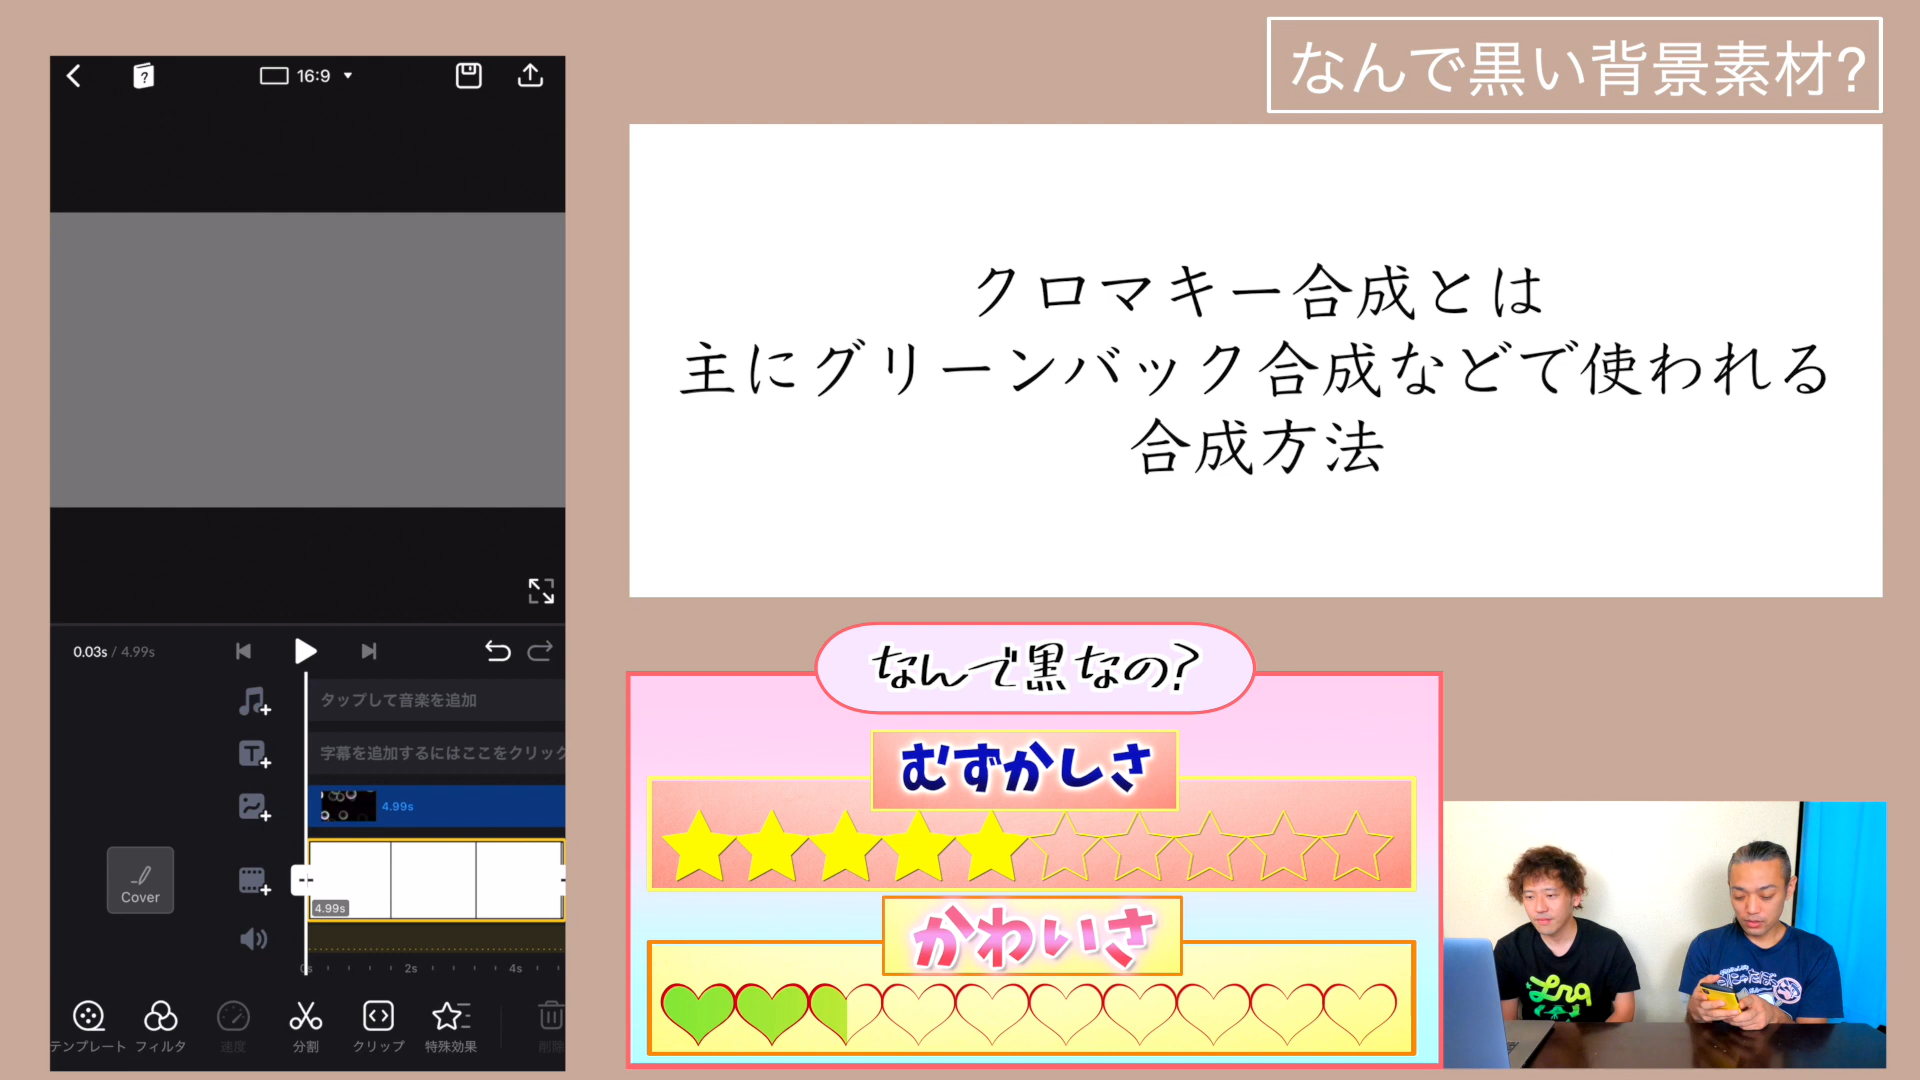 なんで黒い背景素材?
16:9
クロマキー合成とは
主にグリーンバック合成などで使われる
合成方法
0.03s / 4.99s
タップして音楽を追加
字幕を追加するにはここをクリック
4.99s
Cover
4.99s
2s
4s
テンプレート
フィルタ
速度
分割
クリップ
特殊効果
削除
なんで黒なの?
むずかしさ
かわいさ